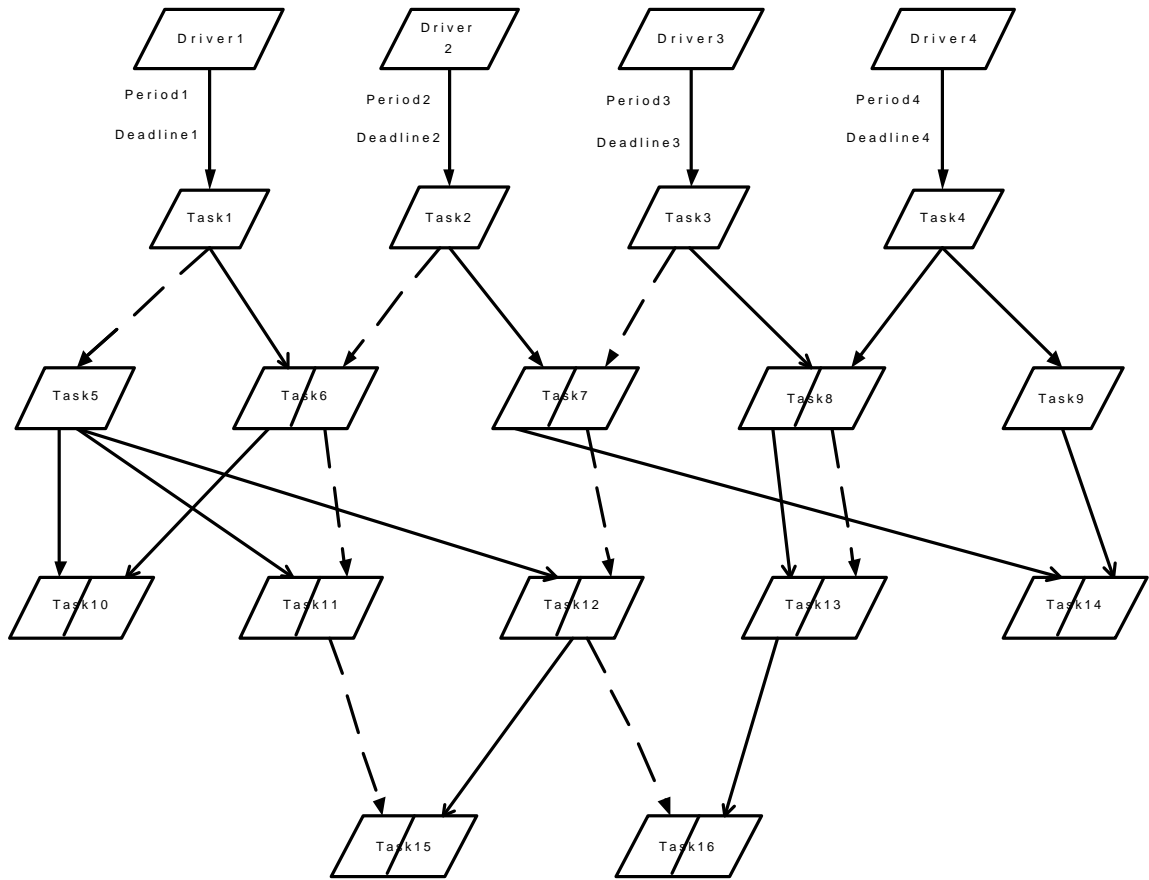 Driver1
Driver
2
Driver3
Driver4
Period1
Deadline1
Period2
Deadline2
Period3
Deadline3
Period4
Deadline4
Task1
Task2
Task3
Task4
Task5
Task6
Task7
Task8
Task9
Task10
Task11
Task12
Task13
Task14
Task15
Task16